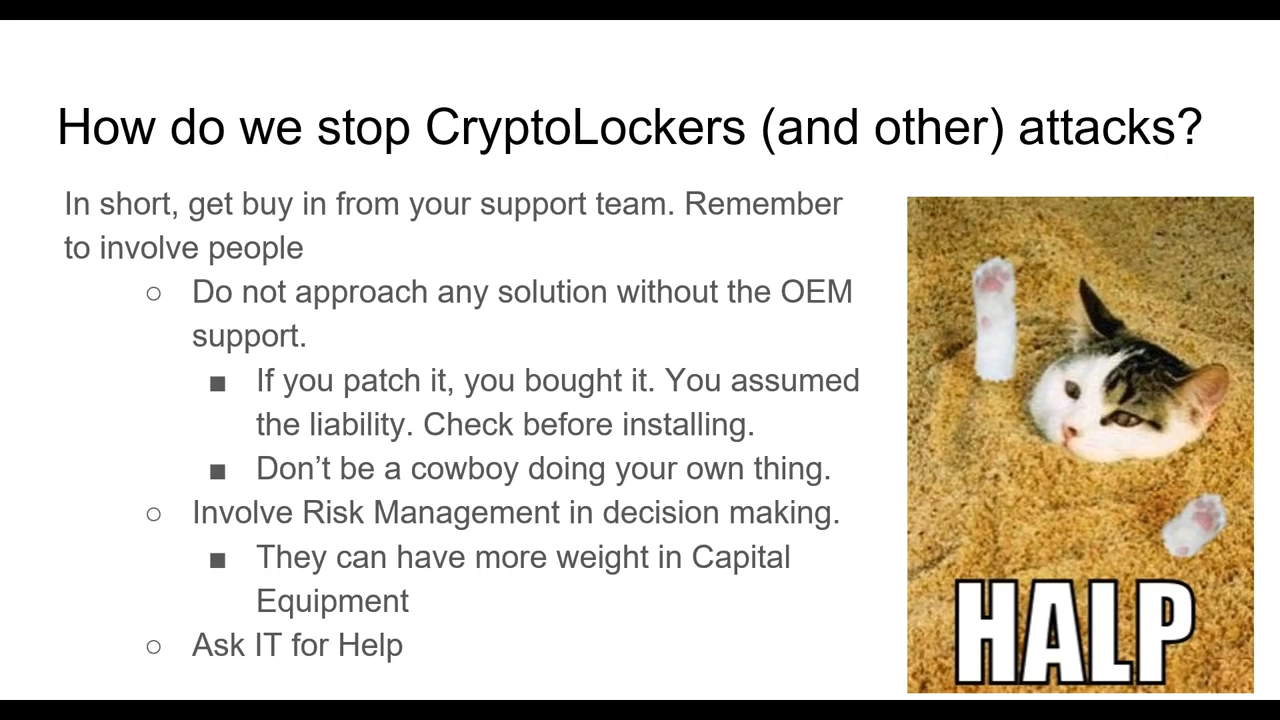 How do we stop CryptoLockers (and other) attacks?
In short, get buy in from your support team. Remember
to involve people
○ Do not approach any solution without the OEM
support.
■ If you patch it, you bought it. You assumed
the liability. Check before installing.
■ Don’t be a cowboy doing your own thing.
○ Involve Risk Management in decision making.
■ They can have more weight in Capital
Equipment
○ Ask IT for Help
HALP